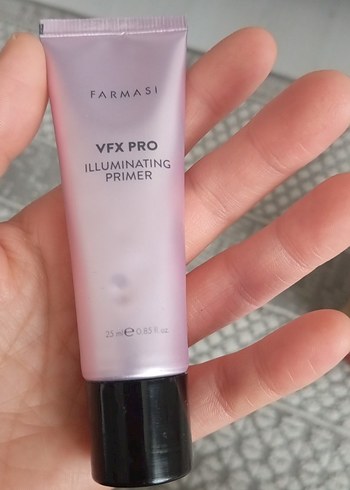 FARMASI
VFX PRO
ILLUMINATING
PRIMER
25 ml ℮ 0.85 fl. oz.